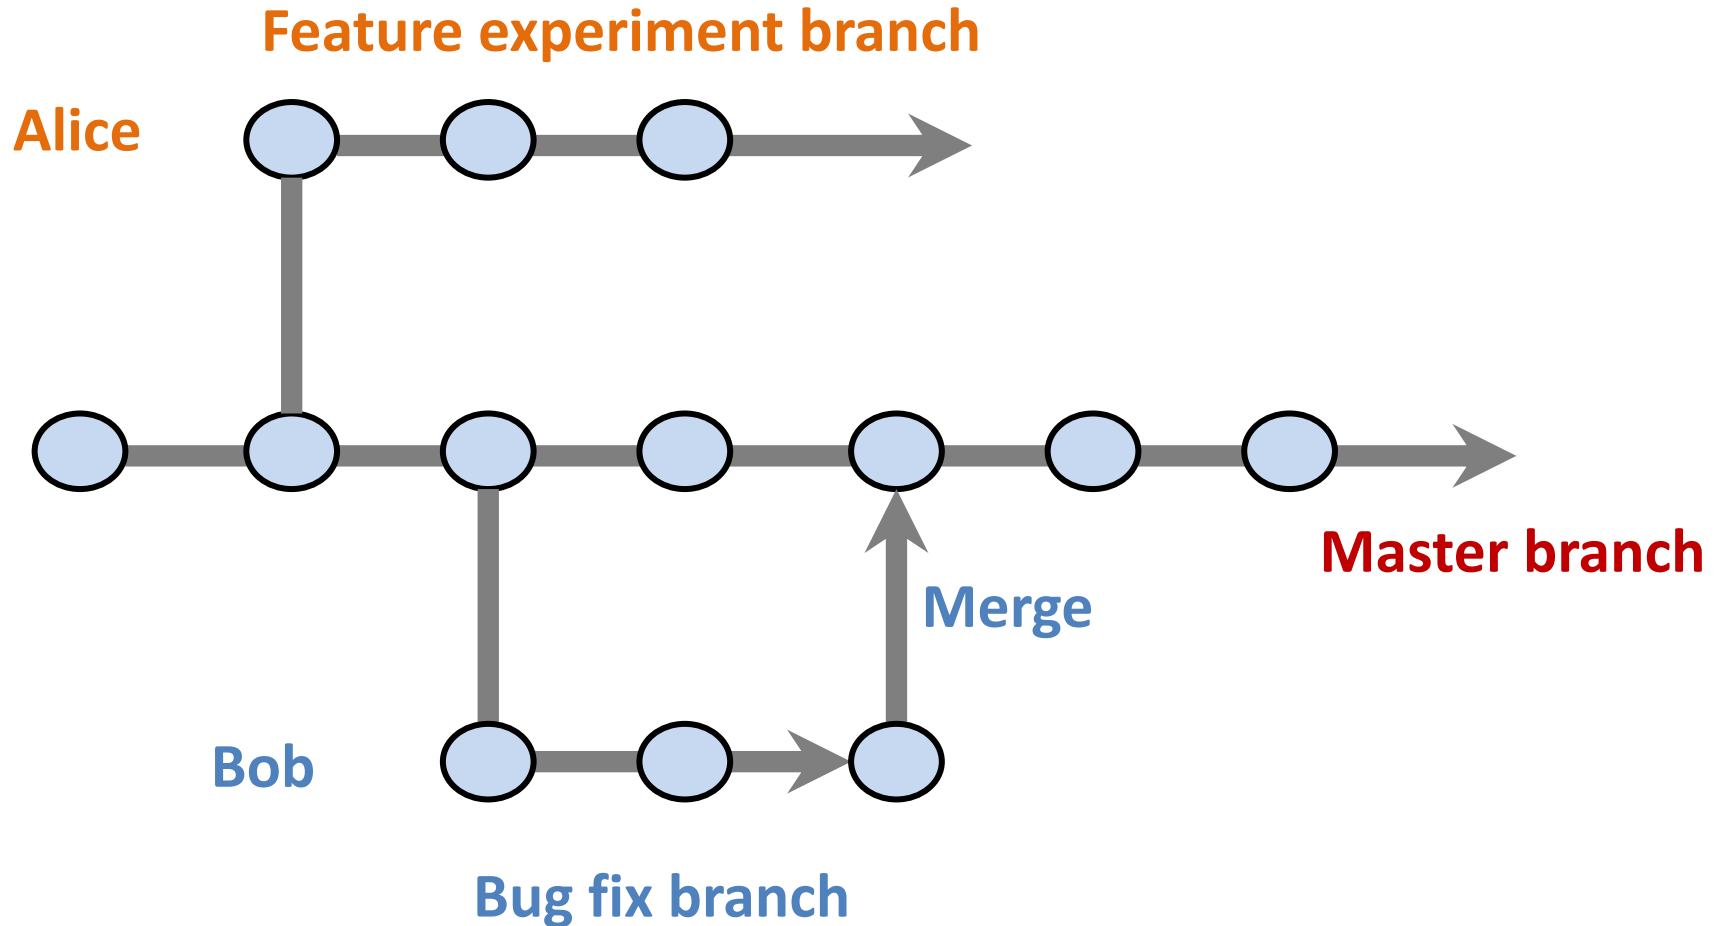 Feature experiment branch
Alice
Master branch
Merge
Bob
Bug fix branch